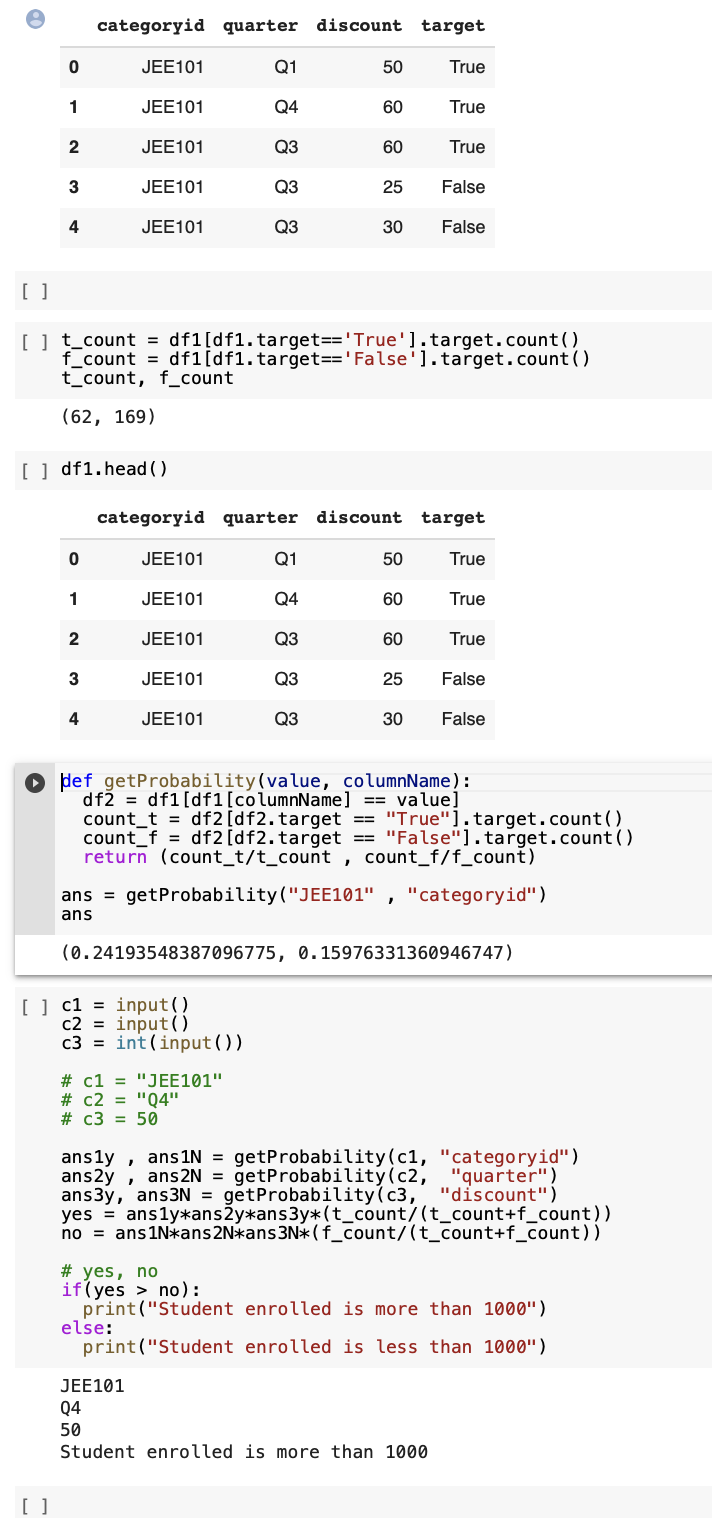 categoryid quarter discount target
0 JEE101 Q1 50 True
1 JEE101 Q4 60 True
2 JEE101 Q3 60 True
3 JEE101 Q3 25 False
4 JEE101 Q3 30 False
[ ]
[ ] t_count = df1[df1.target=='True'].target.count()
f_count = df1[df1.target=='False'].target.count()
t_count, f_count
(62, 169)
[ ] df1.head()
categoryid quarter discount target
0 JEE101 Q1 50 True
1 JEE101 Q4 60 True
2 JEE101 Q3 60 True
3 JEE101 Q3 25 False
4 JEE101 Q3 30 False
def getProbability(value, columnName):
  df2 = df1[df1[columnName] == value]
  count_t = df2[df2.target == "True"].target.count()
  count_f = df2[df2.target == "False"].target.count()
  return (count_t/t_count , count_f/f_count)
ans = getProbability("JEE101" , "categoryid")
ans
(0.24193548387096775, 0.15976331360946747)
[ ] c1 = input()
c2 = input()
c3 = int(input())
# c1 = "JEE101"
# c2 = "Q4"
# c3 = 50
ans1y , ans1N = getProbability(c1, "categoryid")
ans2y , ans2N = getProbability(c2,  "quarter")
ans3y, ans3N = getProbability(c3,  "discount")
yes = ans1y*ans2y*ans3y*(t_count/(t_count+f_count))
no = ans1N*ans2N*ans3N*(f_count/(t_count+f_count))
# yes, no
if(yes > no):
  print("Student enrolled is more than 1000")
else:
  print("Student enrolled is less than 1000")
JEE101
Q4
50
Student enrolled is more than 1000
[ ]